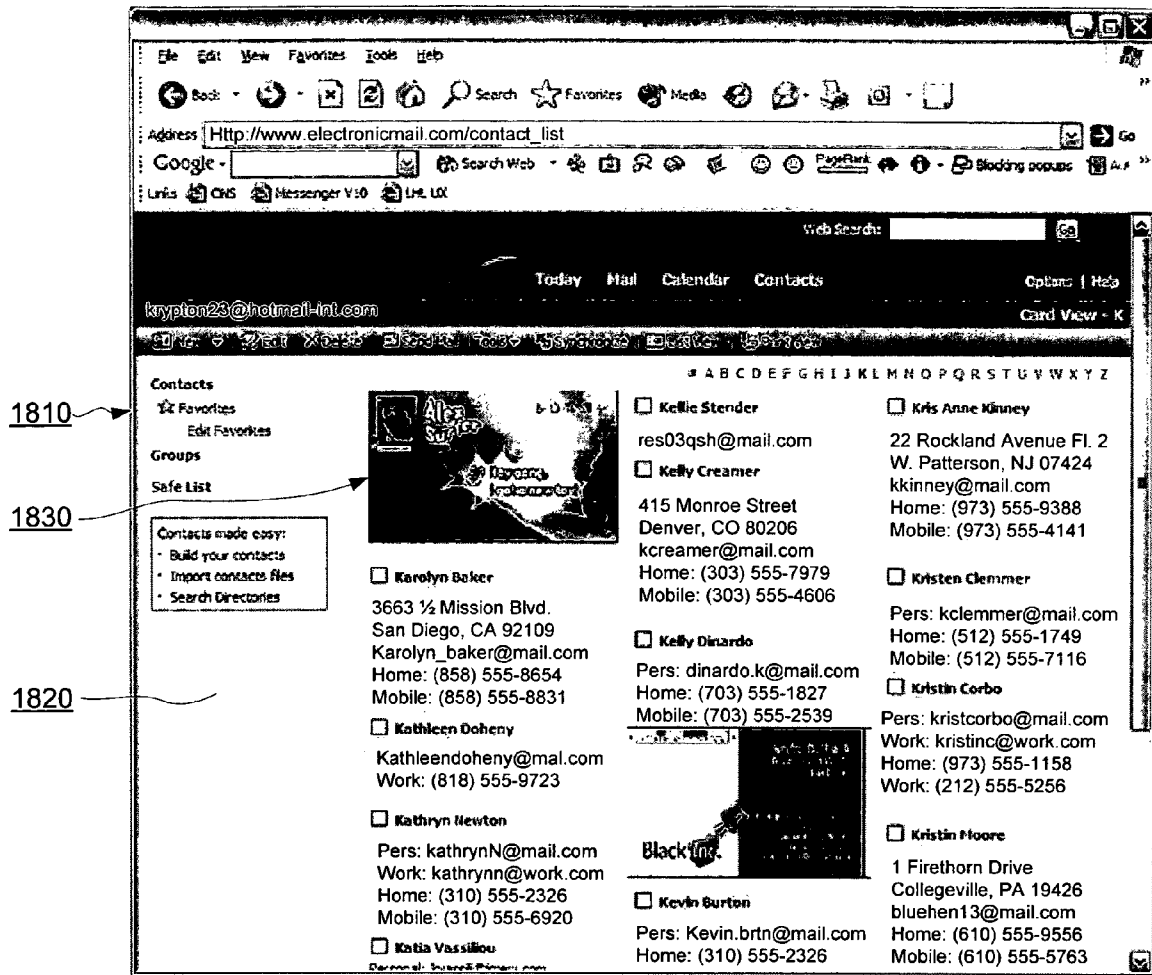 File Edit View Favorites Tools Help
Back Search Favorites Media
Address Http://www.electronicmail.com/contact_list Go
Google Search Web PageRank Blocking popups
Links CNS Messenger
Web Search: Go
Today Mail Calendar Contacts Options | Help
krypton23@hotmail-int.com
Card View - K
Edit Delete Synchronize
# A B C D E F G H I J K L M N O P Q R S T U V W X Y Z
1810
Contacts
Favorites
Edit Favorites
Groups
Safe List
1830
Contacts made easy:
· Build your contacts
· Import contacts files
· Search Directories
1820
Alex
Karolyn Baker
3663 ½ Mission Blvd.
San Diego, CA 92109
Karolyn_baker@mail.com
Home: (858) 555-8654
Mobile: (858) 555-8831
Kathleen Doheny
Kathleendoheny@mal.com
Work: (818) 555-9723
Kathryn Newton
Pers: kathrynN@mail.com
Work: kathrynn@work.com
Home: (310) 555-2326
Mobile: (310) 555-6920
Katia Vassiliou
Kellie Stender
res03qsh@mail.com
Kelly Creamer
415 Monroe Street
Denver, CO 80206
kcreamer@mail.com
Home: (303) 555-7979
Mobile: (303) 555-4606
Kelly Dinardo
Pers: dinardo.k@mail.com
Home: (703) 555-1827
Mobile: (703) 555-2539
Black Inc.
Kevin Burton
Pers: Kevin.brtn@mail.com
Home: (310) 555-2326
Kris Anne Kinney
22 Rockland Avenue Fl. 2
W. Patterson, NJ 07424
kkinney@mail.com
Home: (973) 555-9388
Mobile: (973) 555-4141
Kristen Clemmer
Pers: kclemmer@mail.com
Home: (512) 555-1749
Mobile: (512) 555-7116
Kristin Corbo
Pers: kristcorbo@mail.com
Work: kristinc@work.com
Home: (973) 555-1158
Work: (212) 555-5256
Kristin Moore
1 Firethorn Drive
Collegeville, PA 19426
bluehen13@mail.com
Home: (610) 555-9556
Mobile: (610) 555-5763